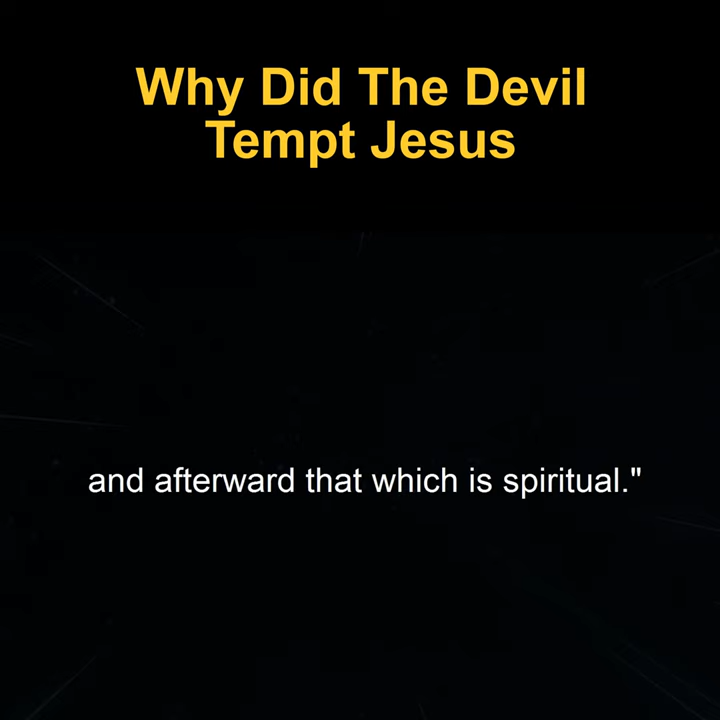 Why Did The Devil
Tempt Jesus
and afterward that which is spiritual."